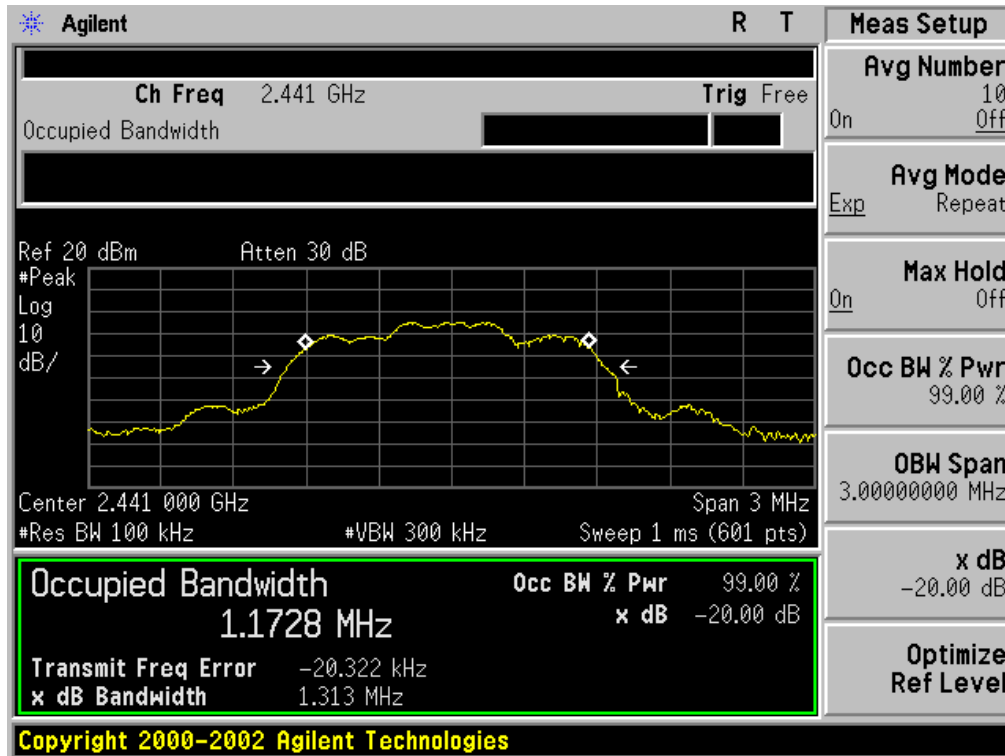 Agilent R T
Ch Freq 2.441 GHz Trig Free
Occupied Bandwidth
Ref 20 dBm Atten 30 dB
#Peak
Log
10
dB/
Center 2.441 000 GHz Span 3 MHz
#Res BW 100 kHz #VBW 300 kHz Sweep 1 ms (601 pts)
Occupied Bandwidth Occ BW % Pwr 99.00 %
1.1728 MHz x dB -20.00 dB
Transmit Freq Error -20.322 kHz
x dB Bandwidth 1.313 MHz
Copyright 2000-2002 Agilent Technologies
Meas Setup
Avg Number
10
On Off
Avg Mode
Exp Repeat
Max Hold
On Off
Occ BW % Pwr
99.00 %
OBW Span
3.00000000 MHz
x dB
-20.00 dB
Optimize
Ref Level